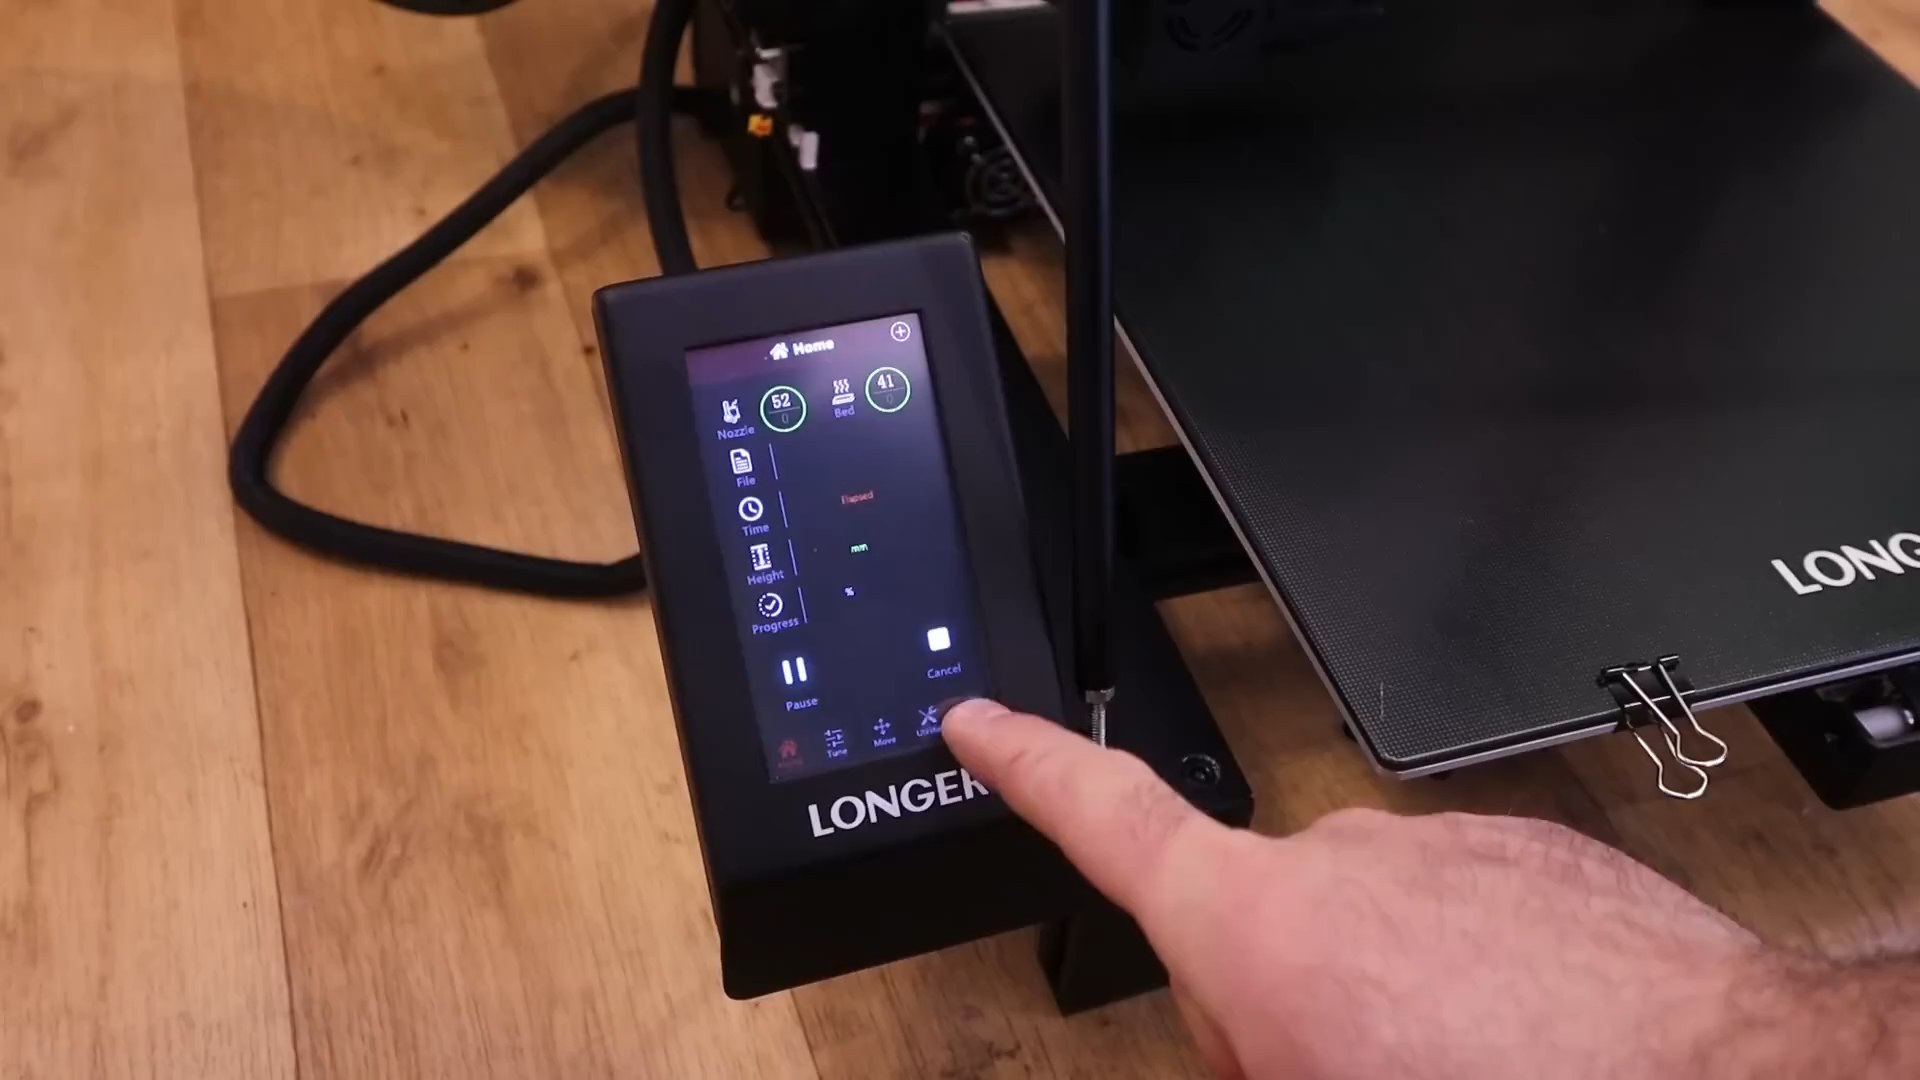 Home
52
0
Nozzle
41
0
Bed
File
Time
Elapsed
Height
mm
Progress
%
Pause
Cancel
Tune
Move
LONGER
LONG